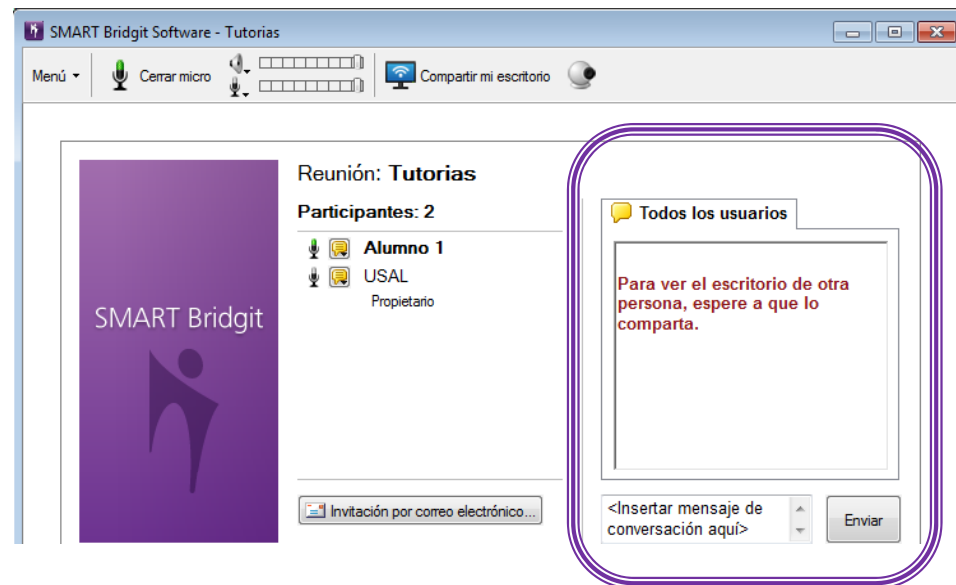 SMART Bridgit Software - Tutorias
Menú
Cerrar micro
Compartir mi escritorio
Reunión: Tutorias
Participantes: 2
Alumno 1
USAL
Propietario
SMART Bridgit
Invitación por correo electrónico...
Todos los usuarios
Para ver el escritorio de otra
persona, espere a que lo
comparta.
<Insertar mensaje de
conversación aquí>
Enviar